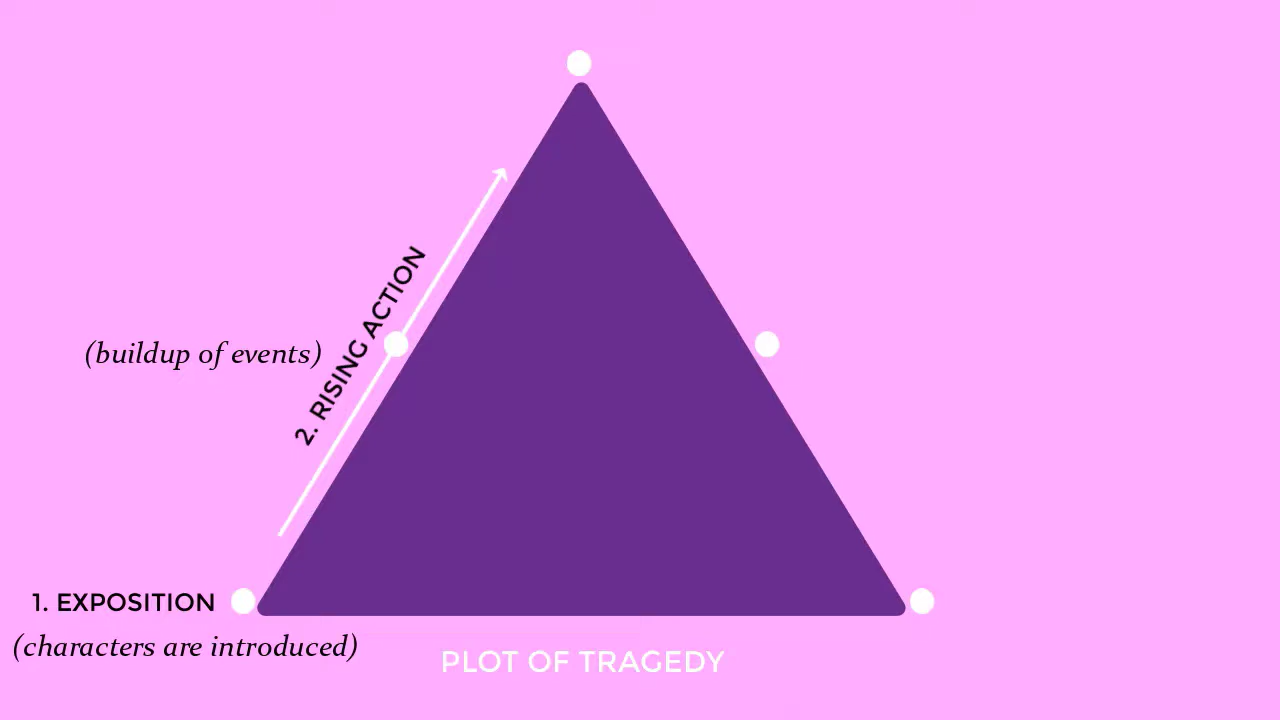 2. RISING ACTION
(buildup of events)
1. EXPOSITION
(characters are introduced)
PLOT OF TRAGEDY